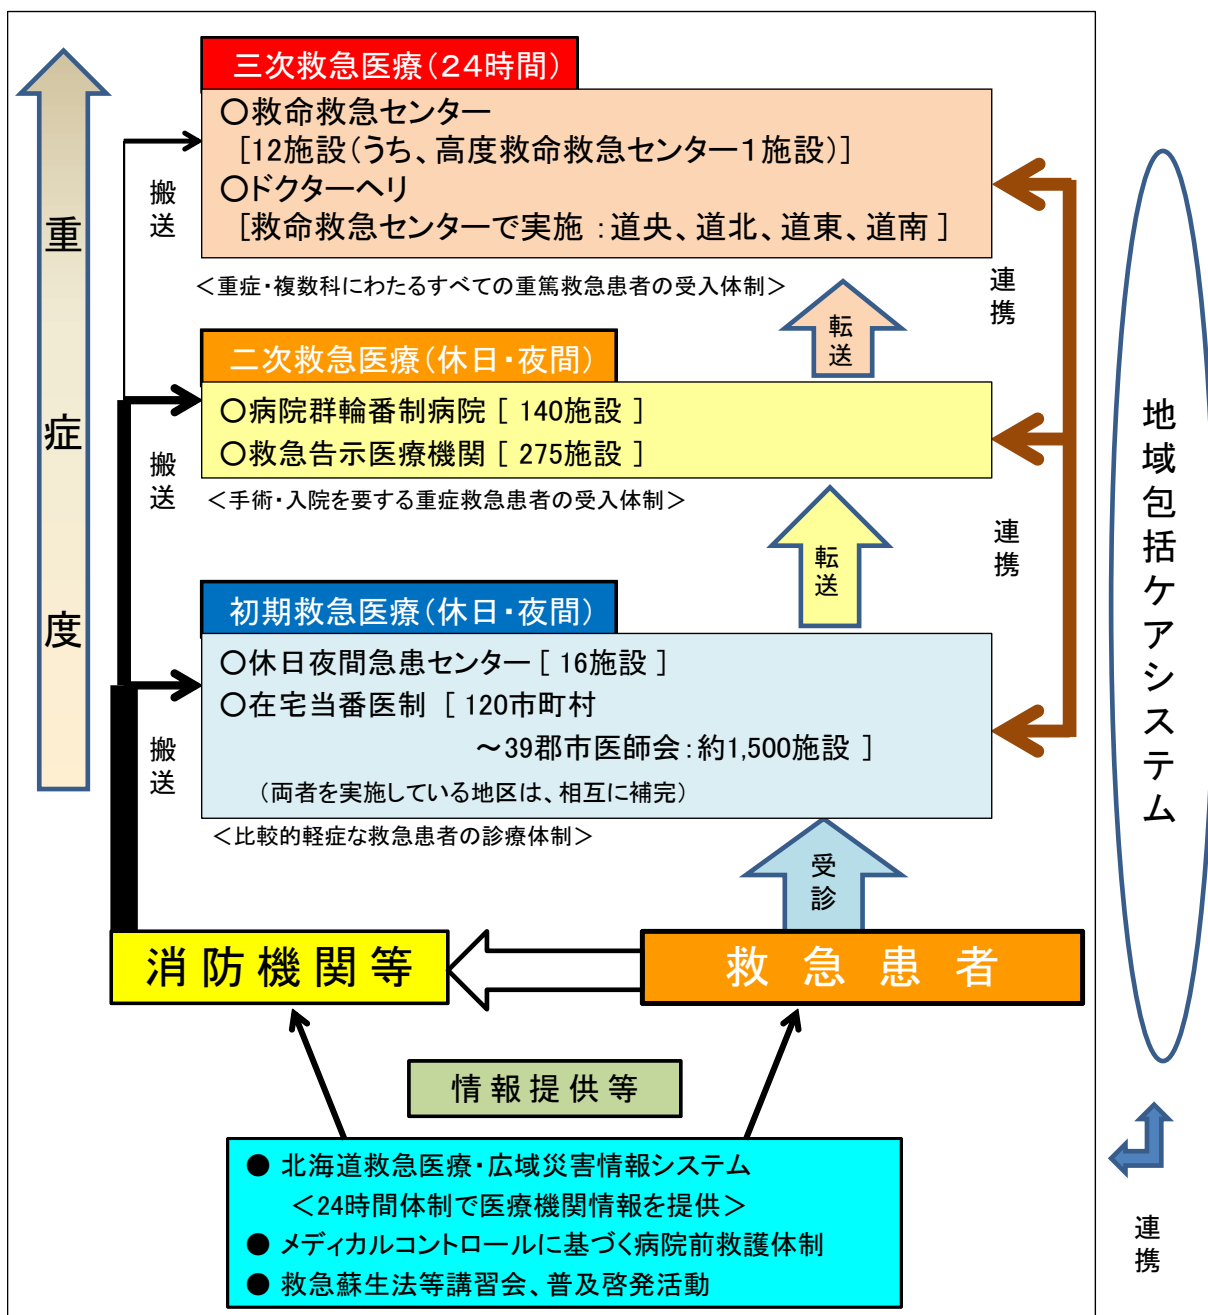 三次救急医療(24時間)
○救命救急センター
[12施設(うち、高度救命救急センター1施設)]
○ドクターヘリ
[救命救急センターで実施:道央、道北、道東、道南]
<重症・複数科にわたるすべての重篤救急患者の受入体制>
搬送
転送
連携
二次救急医療(休日・夜間)
○病院群輪番制病院[140施設]
○救急告示医療機関[275施設]
<手術・入院を要する重症救急患者の受入体制>
搬送
転送
連携
初期救急医療(休日・夜間)
○休日夜間急患センター[16施設]
○在宅当番医制 [120市町村
~39郡市医師会:約1,500施設]
(両者を実施している地区は、相互に補完)
<比較的軽症な救急患者の診療体制>
搬送
受診
重症度
消防機関等
救急患者
情報提供等
● 北海道救急医療・広域災害情報システム
<24時間体制で医療機関情報を提供>
● メディカルコントロールに基づく病院前救護体制
● 救急蘇生法等講習会、普及啓発活動
地域包括ケアシステム
連携